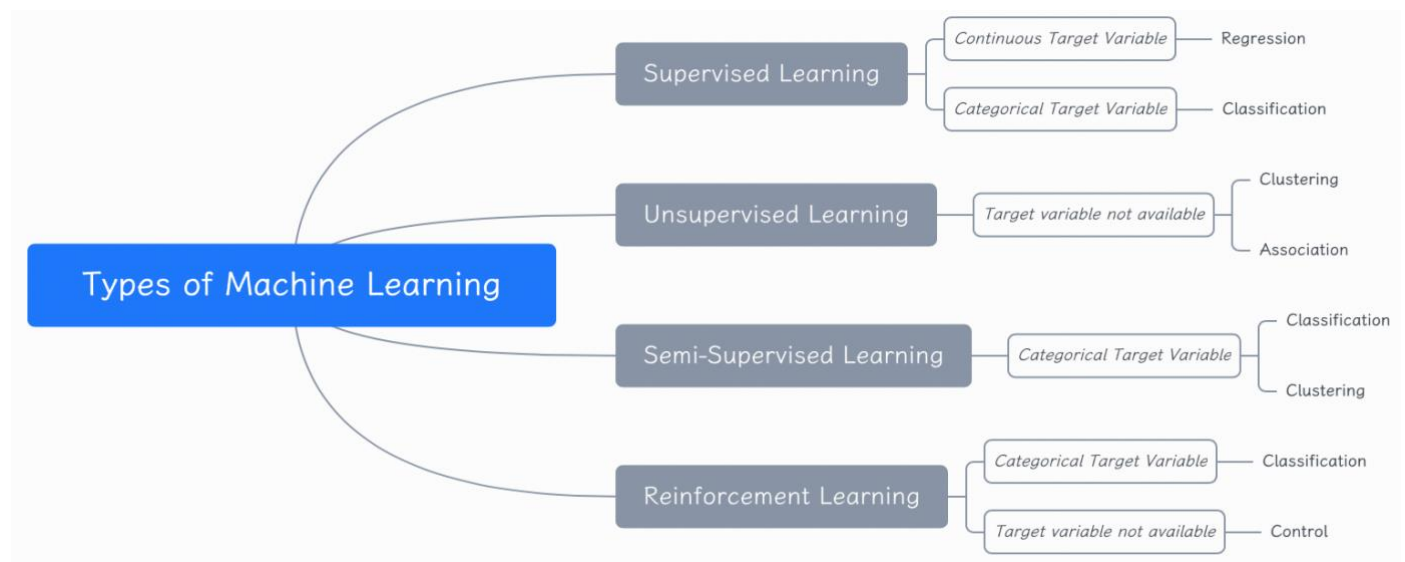 Types of Machine Learning
Supervised Learning
Continuous Target Variable
Regression
Categorical Target Variable
Classification
Unsupervised Learning
Target variable not available
Clustering
Association
Semi-Supervised Learning
Categorical Target Variable
Classification
Clustering
Reinforcement Learning
Categorical Target Variable
Classification
Target variable not available
Control